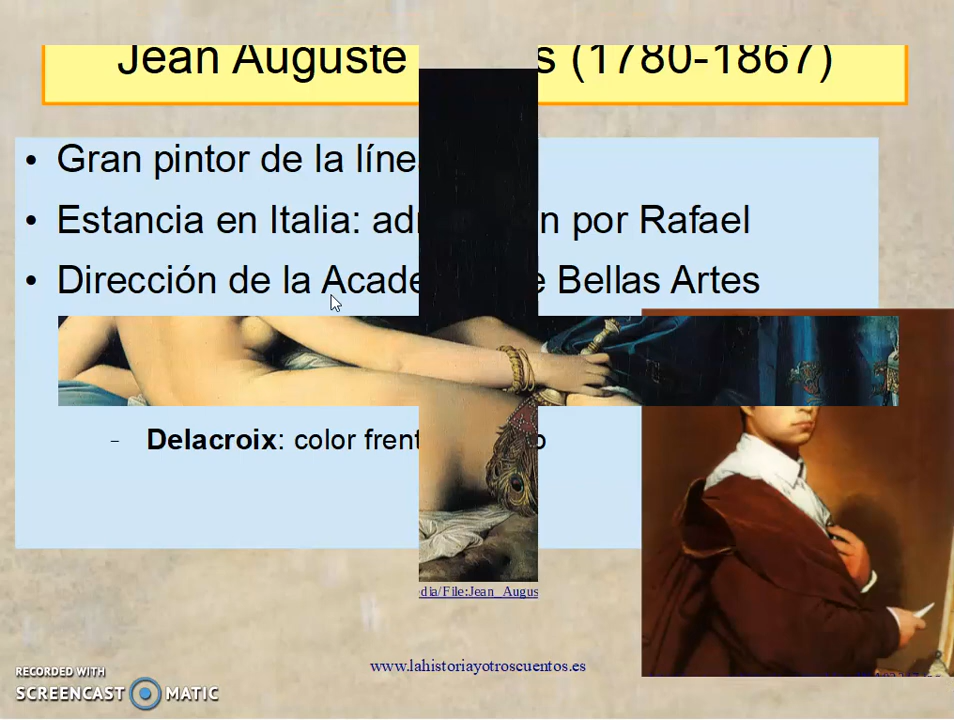 Jean Auguste s (1780-1867)
• Gran pintor de la líne
• Estancia en Italia: ad n por Rafael
• Dirección de la Acade e Bellas Artes
– Delacroix: color frent o
dia/File:Jean_Augus
www.lahistoriayotroscuentos.es
RECORDED WITH
SCREENCAST MATIC